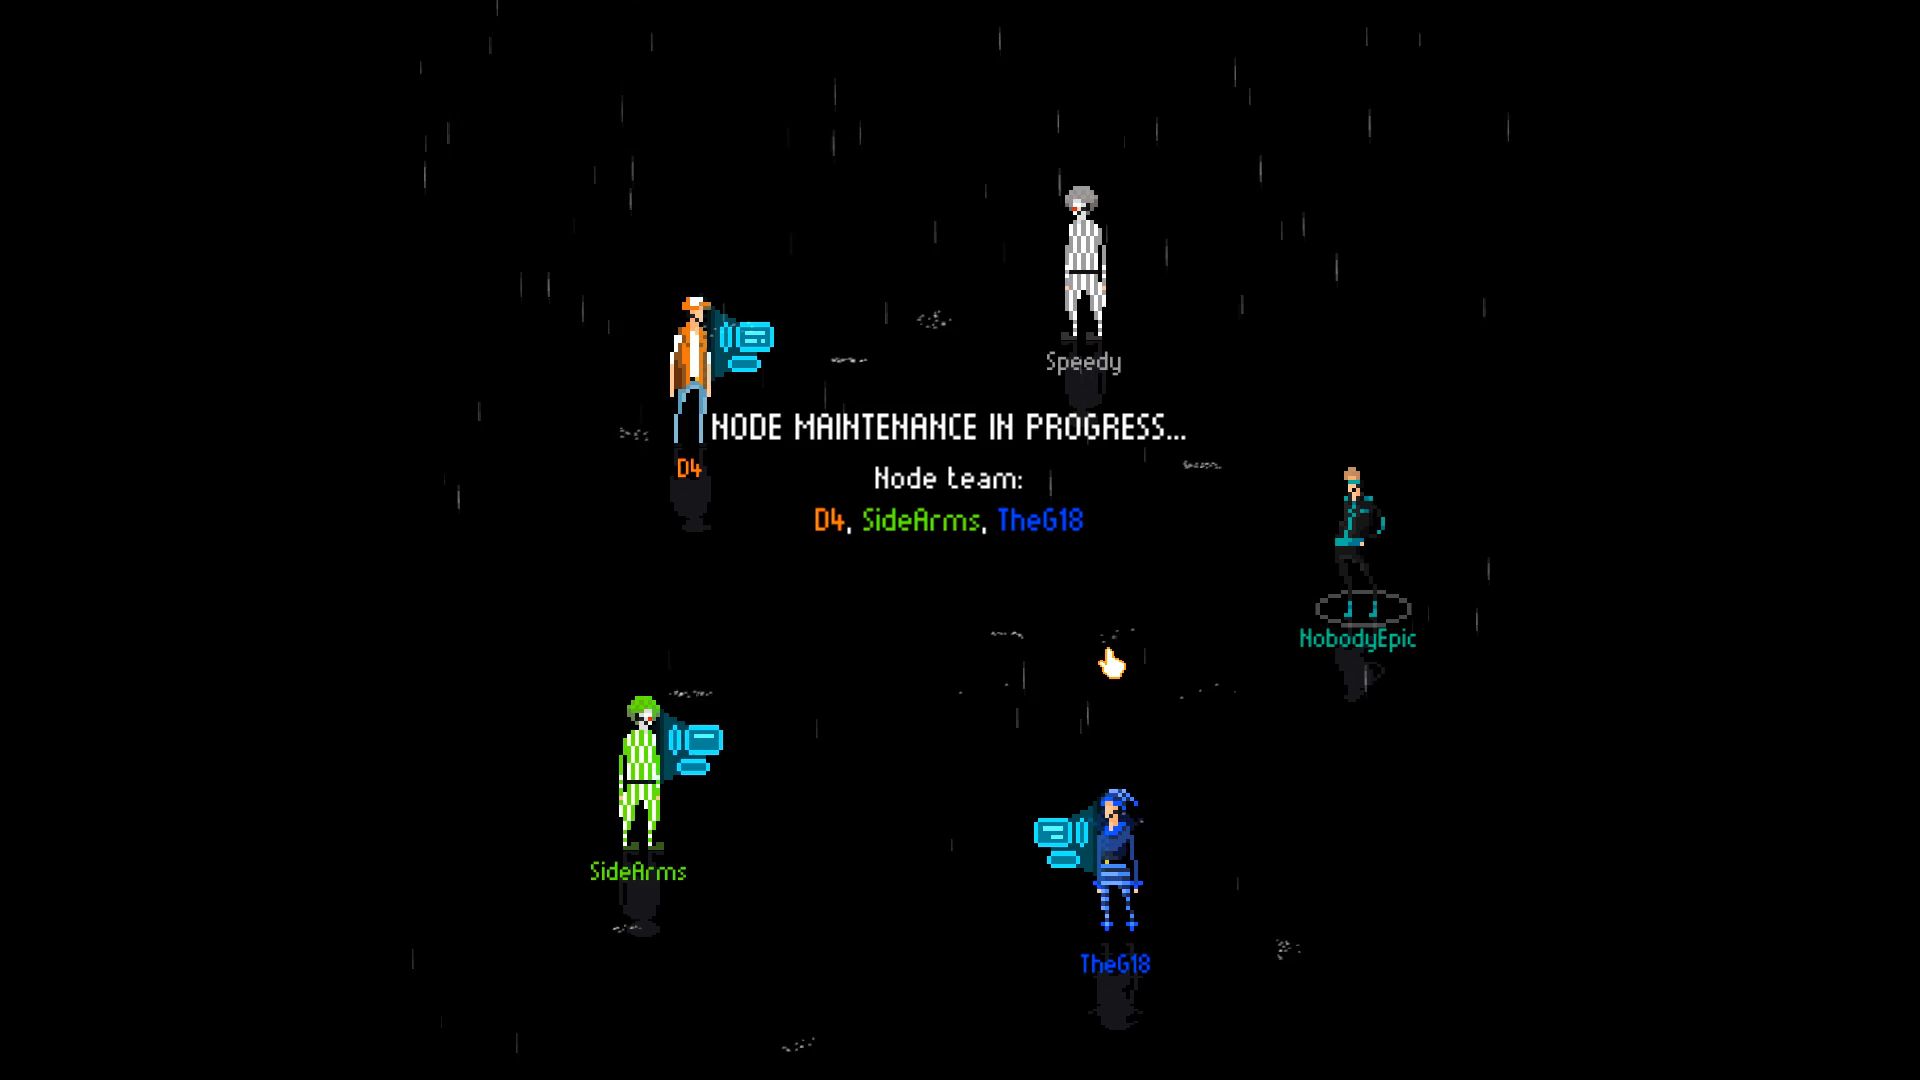 Speedy
NODE MAINTENANCE IN PROGRESS...
D4
Node team:
D4, SideArms, TheG18
NobodyEpic
SideArms
TheG18